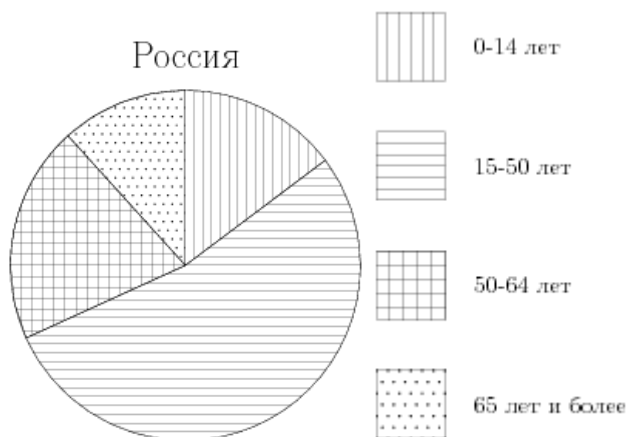 Россия
0-14 лет
15-50 лет
50-64 лет
65 лет и более